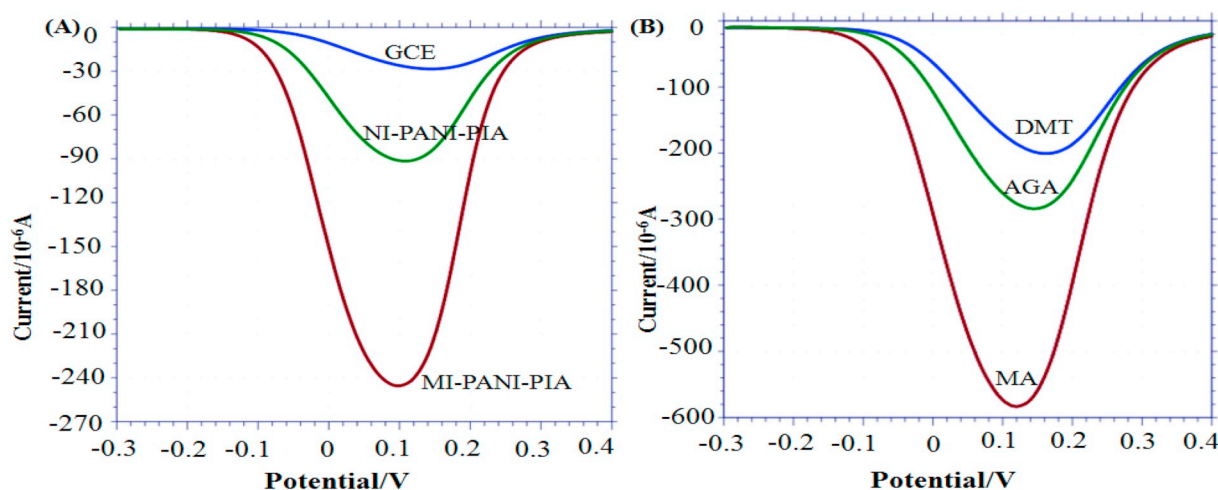 (A)
0
-30
-60
-90
-120
-150
-180
-210
-240
-270
Current/10⁻⁶A
GCE
NI-PANI-PIA
MI-PANI-PIA
-0.3 -0.2 -0.1 0 0.1 0.2 0.3 0.4
Potential/V
(B)
0
-100
-200
-300
-400
-500
-600
Current/10⁻⁶A
DMT
AGA
MA
-0.3 -0.2 -0.1 0 0.1 0.2 0.3 0.4
Potential/V